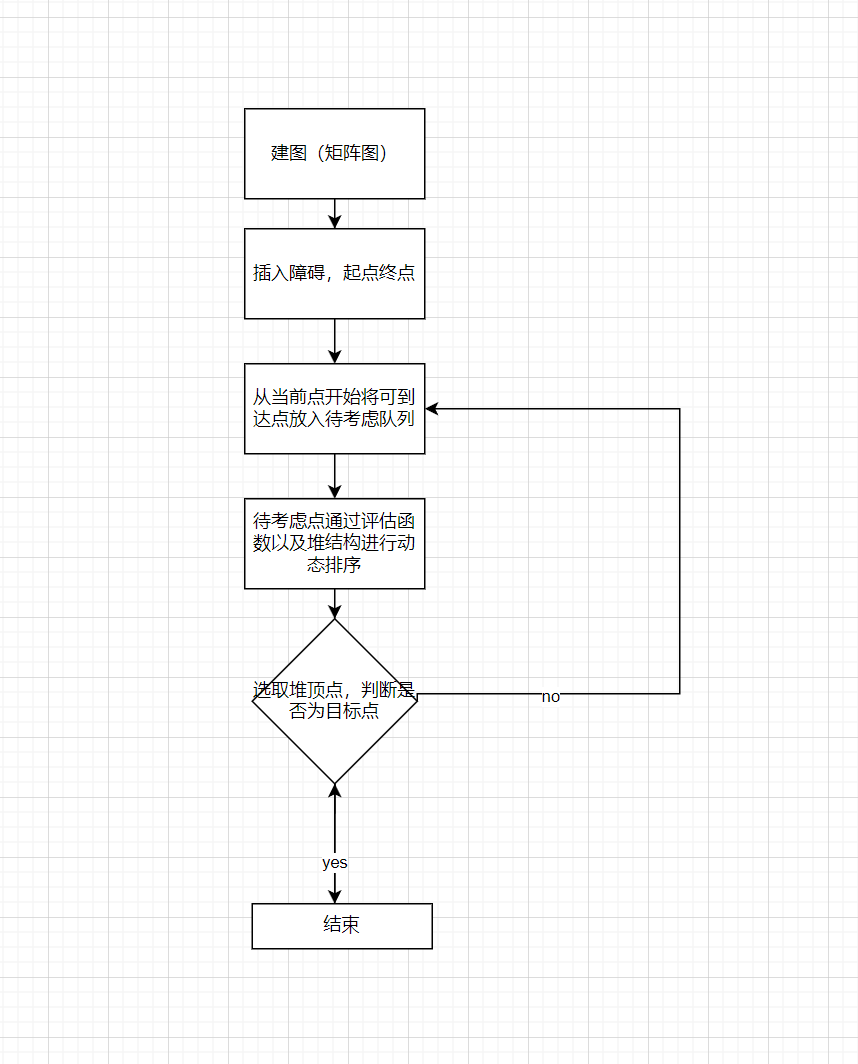 建图（矩阵图）
插入障碍，起点终点
从当前点开始将可到
达点放入待考虑队列
待考虑点通过评估函
数以及堆结构进行动
态排序
选取堆顶点，判断是
否为目标点
no
yes
结束